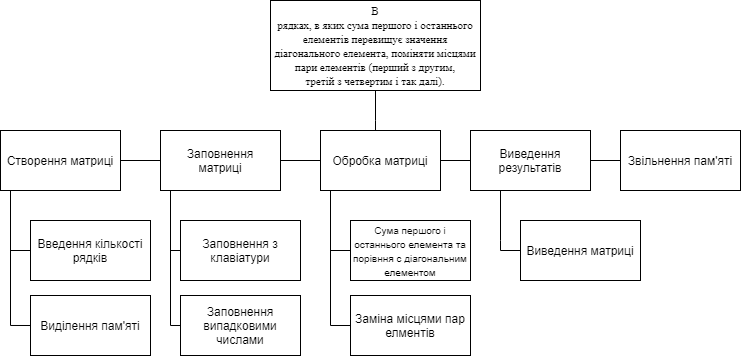 В
рядках, в яких сума першого і останнього
елементів перевищує значення
діагонального елемента, поміняти місцями
пари елементів (перший з другим,
третій з четвертим і так далі).
Створення матриці
Заповнення
матриці
Обробка матриці
Виведення
результатів
Звільнення пам'яті
Введення кількості
рядків
Заповнення з
клавіатури
Сума першого і
останнього елемента та
порівня с діагональним
елементом
Виведення матриці
Виділення пам'яті
Заповнення
випадковими
числами
Заміна місцями пар
елментів